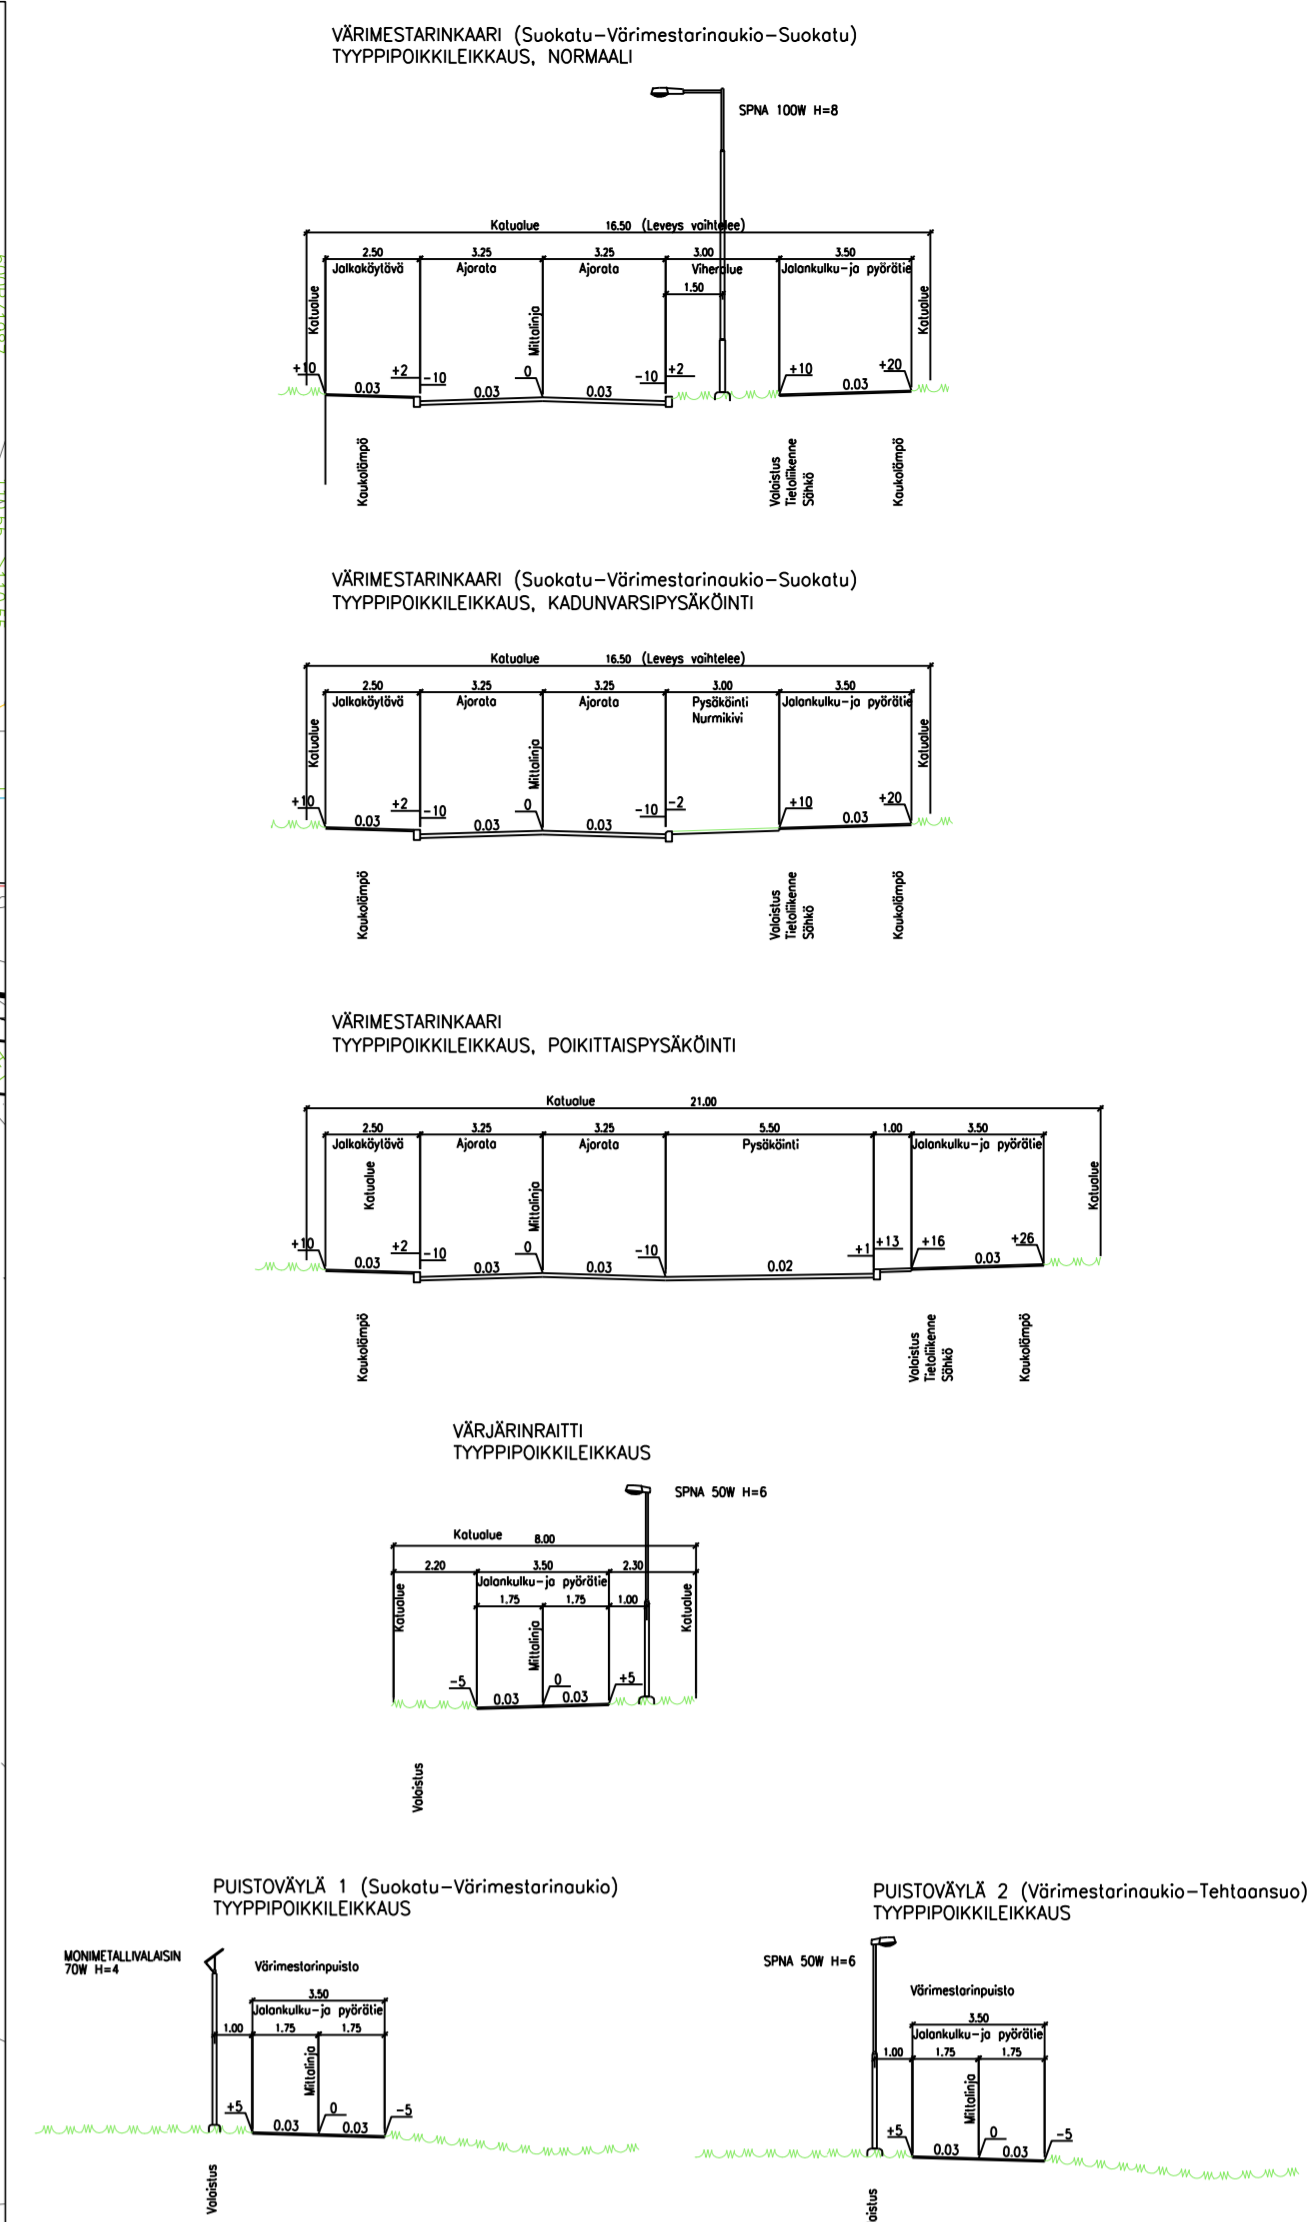 VÄRIMESTARINKAARI (Suokatu-Värimestarinaukio-Suokatu)
TYYPPIPOIKKILEIKKAUS, NORMAALI
SPNA 100W H=8
Katualue 16.50 (Leveys vaihtelee)
2.50 3.25 3.25 3.00 3.50
Jalkakäytävä Ajorata Ajorata Viheralue Jalankulku-ja pyörätie
1.50
Katualue Mittalinja Katualue
+10 +2 -10 0 -10 +2 +10 +20
0.03 0.03 0.03 0.03
Kaukolämpö
Valaistus
Tietoliikenne
Sähkö
Kaukolämpö
VÄRIMESTARINKAARI (Suokatu-Värimestarinaukio-Suokatu)
TYYPPIPOIKKILEIKKAUS, KADUNVARSIPYSÄKÖINTI
Katualue 16.50 (Leveys vaihtelee)
2.50 3.25 3.25 3.00 3.50
Jalkakäytävä Ajorata Ajorata Pysäköinti Jalankulku-ja pyörätie
Nurmikivi
Katualue Mittalinja Katualue
+10 +2 -10 0 -10 -2 +10 +20
0.03 0.03 0.03 0.03
Kaukolämpö
Valaistus
Tietoliikenne
Sähkö
Kaukolämpö
VÄRIMESTARINKAARI
TYYPPIPOIKKILEIKKAUS, POIKITTAISPYSÄKÖINTI
Katualue 21.00
2.50 3.25 3.25 5.50 1.00 3.50
Jalkakäytävä Ajorata Ajorata Pysäköinti Jalankulku-ja pyörätie
Katualue Mittalinja Katualue
+10 +2 -10 0 -10 +1 +13 +16 +26
0.03 0.03 0.03 0.02 0.03
Kaukolämpö
Valaistus
Tietoliikenne
Sähkö
Kaukolämpö
VÄRJÄRINRAITTI
TYYPPIPOIKKILEIKKAUS
SPNA 50W H=6
Katualue 8.00
2.20 3.50 2.30
Jalankulku-ja pyörätie
1.75 1.75 1.00
Katualue Mittalinja Katualue
-5 0 +5
0.03 0.03
Valaistus
PUISTOVÄYLÄ 1 (Suokatu-Värimestarinaukio)
TYYPPIPOIKKILEIKKAUS
MONIMETALLIVALAISIN
70W H=4
Värimestarinpuisto
3.50
Jalankulku-ja pyörätie
1.00 1.75 1.75
Mittalinja
+5 0 -5
0.03 0.03
Valaistus
PUISTOVÄYLÄ 2 (Värimestarinaukio-Tehtaansuo)
TYYPPIPOIKKILEIKKAUS
SPNA 50W H=6
Värimestarinpuisto
3.50
Jalankulku-ja pyörätie
1.00 1.75 1.75
Mittalinja
+5 0 -5
0.03 0.03
aistus